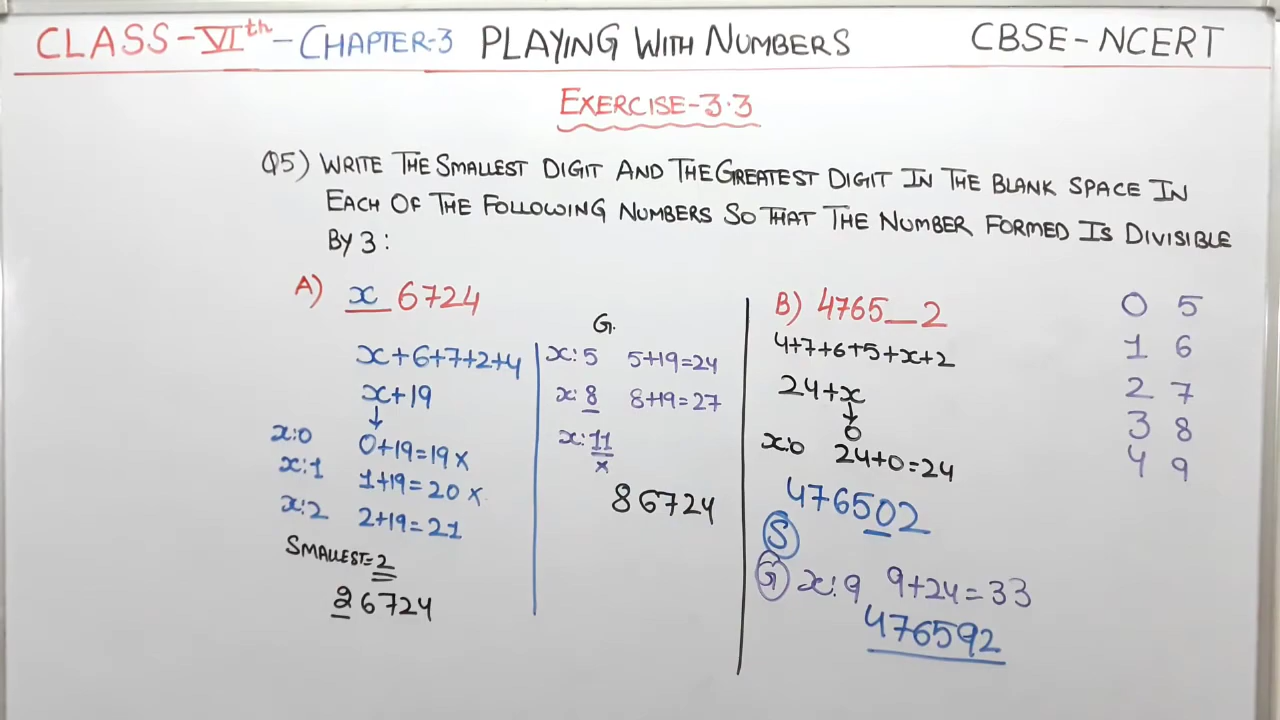 CLASS-VIth-CHAPTER-3 PLAYING WITH NUMBERS CBSE-NCERT
EXERCISE-3.3
Q5) WRITE THE SMALLEST DIGIT AND THE GREATEST DIGIT IN THE BLANK SPACE IN
EACH OF THE FOLLOWING NUMBERS SO THAT THE NUMBER FORMED IS DIVISIBLE
BY 3:
A) x 6724
x+6+7+2+4
x+19
x:0 0+19=19 x
x:1 1+19=20 x
x:2 2+19=21
SMALLEST=2
26724
G.
x:5 5+19=24
x:8 8+19=27
x:11
x
86724
B) 4765_2
4+7+6+5+x+2
24+x
0
x:0 24+0=24
476502
S
G x:9 9+24=33
476592
0 5
1 6
2 7
3 8
4 9